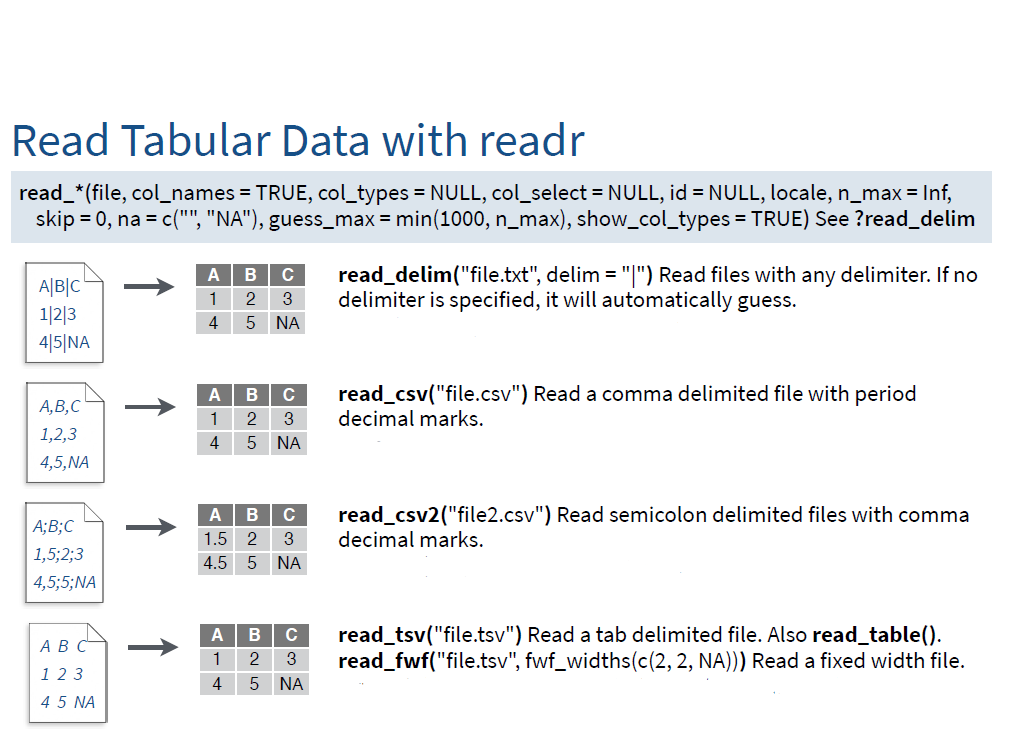 Read Tabular Data with readr
read_*(file, col_names = TRUE, col_types = NULL, col_select = NULL, id = NULL, locale, n_max = Inf,
skip = 0, na = c("", "NA"), guess_max = min(1000, n_max), show_col_types = TRUE) See ?read_delim
A|B|C
1|2|3
4|5|NA
A B C
1 2 3
4 5 NA
read_delim("file.txt", delim = "|") Read files with any delimiter. If no
delimiter is specified, it will automatically guess.
A,B,C
1,2,3
4,5,NA
A B C
1 2 3
4 5 NA
read_csv("file.csv") Read a comma delimited file with period
decimal marks.
A;B;C
1,5;2;3
4,5;5;NA
A B C
1.5 2 3
4.5 5 NA
read_csv2("file2.csv") Read semicolon delimited files with comma
decimal marks.
A B C
1 2 3
4 5 NA
A B C
1 2 3
4 5 NA
read_tsv("file.tsv") Read a tab delimited file. Also read_table().
read_fwf("file.tsv", fwf_widths(c(2, 2, NA))) Read a fixed width file.